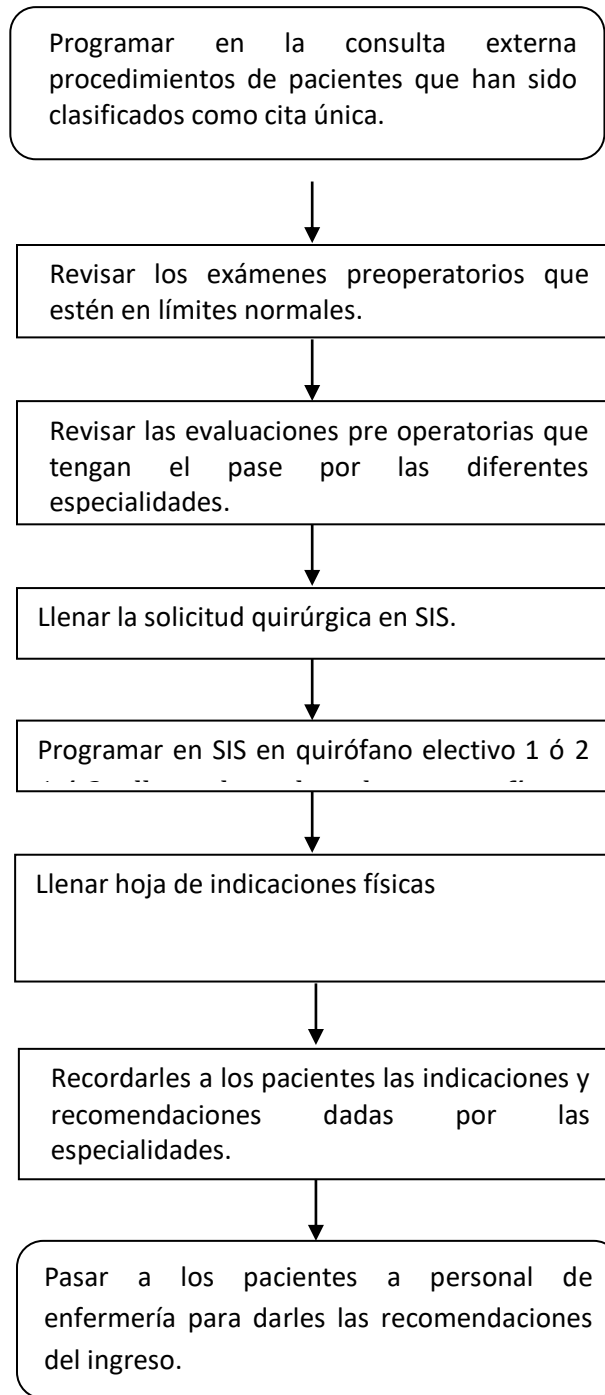 Programar en la consulta externa
procedimientos de pacientes que han sido
clasificados como cita única.
Revisar los exámenes preoperatorios que
estén en límites normales.
Revisar las evaluaciones pre operatorias que
tengan el pase por las diferentes
especialidades.
Llenar la solicitud quirúrgica en SIS.
Programar en SIS en quirófano electivo 1 ó 2
Llenar hoja de indicaciones físicas
Recordarles a los pacientes las indicaciones y
recomendaciones dadas por las
especialidades.
Pasar a los pacientes a personal de
enfermería para darles las recomendaciones
del ingreso.